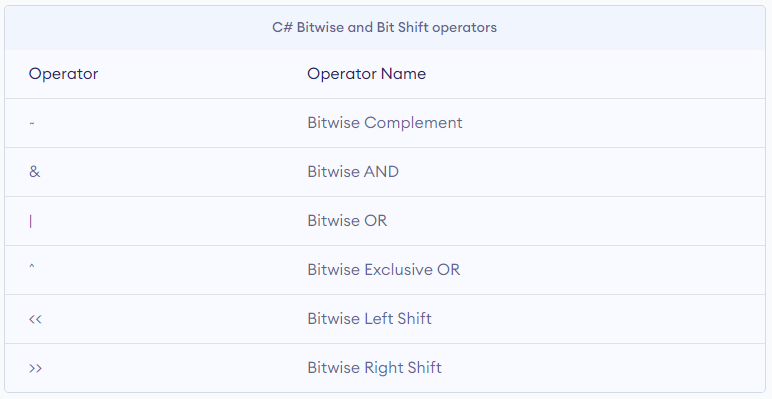 C# Bitwise and Bit Shift operators
Operator Operator Name
~ Bitwise Complement
& Bitwise AND
| Bitwise OR
^ Bitwise Exclusive OR
<< Bitwise Left Shift
>> Bitwise Right Shift